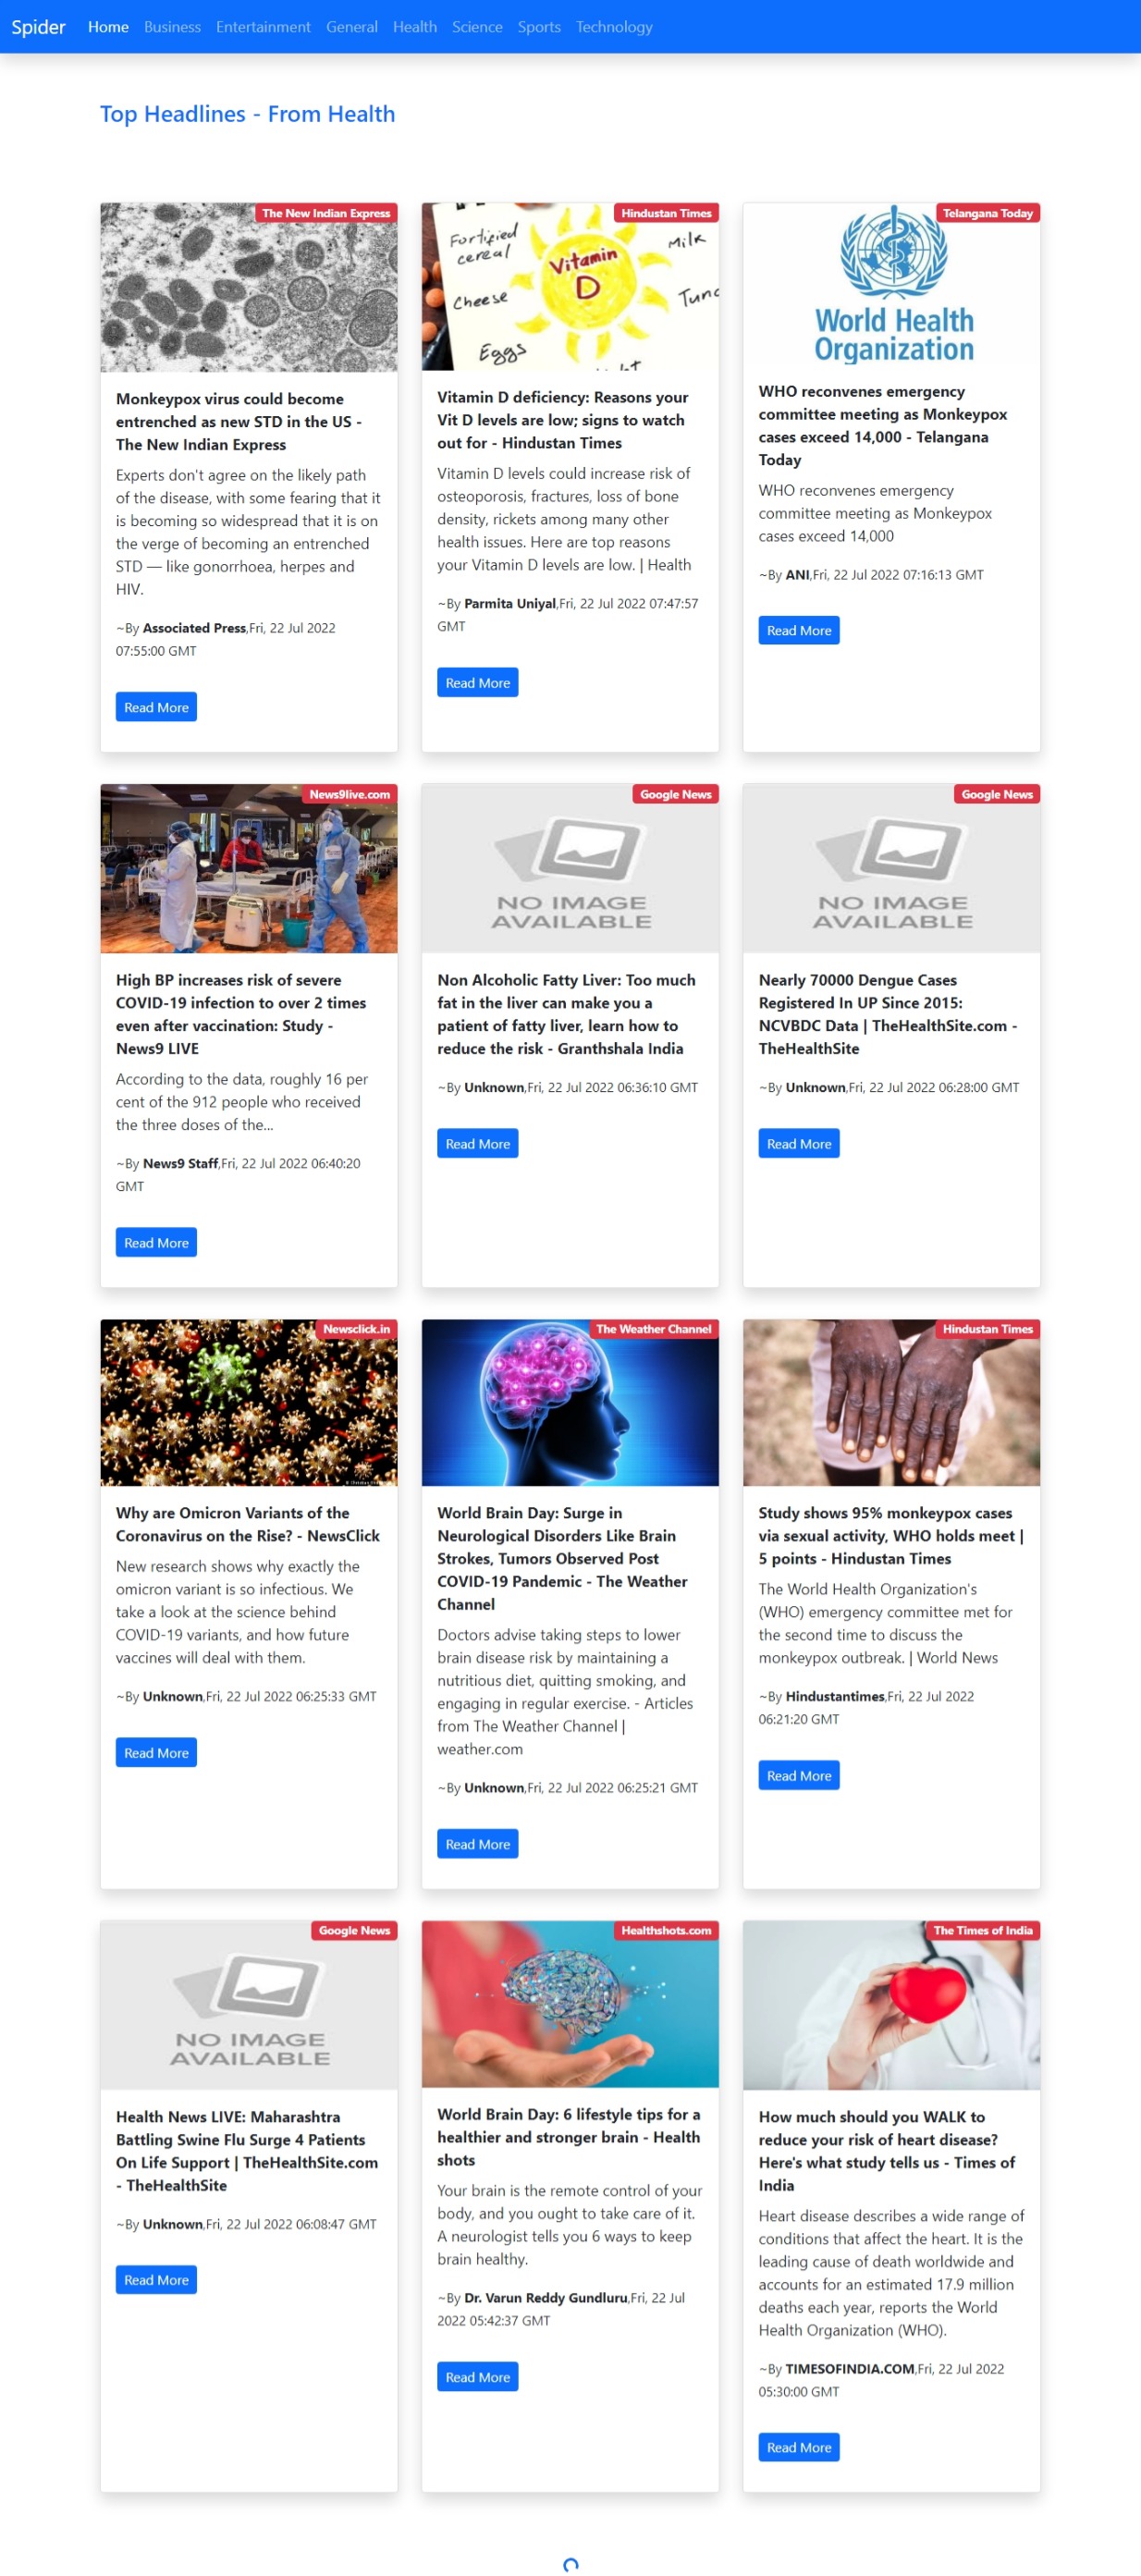 Spider Home Business Entertainment General Health Science Sports Technology
Top Headlines - From Health
The New Indian Express
Monkeypox virus could become
entrenched as new STD in the US -
The New Indian Express
Experts don't agree on the likely path
of the disease, with some fearing that it
is becoming so widespread that it is on
the verge of becoming an entrenched
STD — like gonorrhoea, herpes and
HIV.
~By Associated Press,Fri, 22 Jul 2022
07:55:00 GMT
Read More
Hindustan Times
Fortified
cereal
Milk
Vitamin
D
Cheese
Eggs
Vitamin D deficiency: Reasons your
Vit D levels are low; signs to watch
out for - Hindustan Times
Vitamin D levels could increase risk of
osteoporosis, fractures, loss of bone
density, rickets among many other
health issues. Here are top reasons
your Vitamin D levels are low. | Health
~By Parmita Uniyal,Fri, 22 Jul 2022 07:47:57
GMT
Read More
Telangana Today
World Health
Organization
WHO reconvenes emergency
committee meeting as Monkeypox
cases exceed 14,000 - Telangana
Today
WHO reconvenes emergency
committee meeting as Monkeypox
cases exceed 14,000
~By ANI,Fri, 22 Jul 2022 07:16:13 GMT
Read More
News9live.com
High BP increases risk of severe
COVID-19 infection to over 2 times
even after vaccination: Study -
News9 LIVE
According to the data, roughly 16 per
cent of the 912 people who received
the three doses of the...
~By News9 Staff,Fri, 22 Jul 2022 06:40:20
GMT
Read More
Google News
NO IMAGE
AVAILABLE
Non Alcoholic Fatty Liver: Too much
fat in the liver can make you a
patient of fatty liver, learn how to
reduce the risk - Granthshala India
~By Unknown,Fri, 22 Jul 2022 06:36:10 GMT
Read More
Google News
NO IMAGE
AVAILABLE
Nearly 70000 Dengue Cases
Registered In UP Since 2015:
NCVBDC Data | TheHealthSite.com -
TheHealthSite
~By Unknown,Fri, 22 Jul 2022 06:28:00 GMT
Read More
Newsclick.in
Why are Omicron Variants of the
Coronavirus on the Rise? - NewsClick
New research shows why exactly the
omicron variant is so infectious. We
take a look at the science behind
COVID-19 variants, and how future
vaccines will deal with them.
~By Unknown,Fri, 22 Jul 2022 06:25:33 GMT
Read More
The Weather Channel
World Brain Day: Surge in
Neurological Disorders Like Brain
Strokes, Tumors Observed Post
COVID-19 Pandemic - The Weather
Channel
Doctors advise taking steps to lower
brain disease risk by maintaining a
nutritious diet, quitting smoking, and
engaging in regular exercise. - Articles
from The Weather Channel |
weather.com
~By Unknown,Fri, 22 Jul 2022 06:25:21 GMT
Read More
Hindustan Times
Study shows 95% monkeypox cases
via sexual activity, WHO holds meet |
5 points - Hindustan Times
The World Health Organization's
(WHO) emergency committee met for
the second time to discuss the
monkeypox outbreak. | World News
~By Hindustantimes,Fri, 22 Jul 2022
06:21:20 GMT
Read More
Google News
NO IMAGE
AVAILABLE
Health News LIVE: Maharashtra
Battling Swine Flu Surge 4 Patients
On Life Support | TheHealthSite.com
- TheHealthSite
~By Unknown,Fri, 22 Jul 2022 06:08:47 GMT
Read More
Healthshots.com
World Brain Day: 6 lifestyle tips for a
healthier and stronger brain - Health
shots
Your brain is the remote control of your
body, and you ought to take care of it.
A neurologist tells you 6 ways to keep
brain healthy.
~By Dr. Varun Reddy Gundluru,Fri, 22 Jul
2022 05:42:37 GMT
Read More
The Times of India
How much should you WALK to
reduce your risk of heart disease?
Here's what study tells us - Times of
India
Heart disease describes a wide range of
conditions that affect the heart. It is the
leading cause of death worldwide and
accounts for an estimated 17.9 million
deaths each year, reports the World
Health Organization (WHO).
~By TIMESOFINDIA.COM,Fri, 22 Jul 2022
05:30:00 GMT
Read More